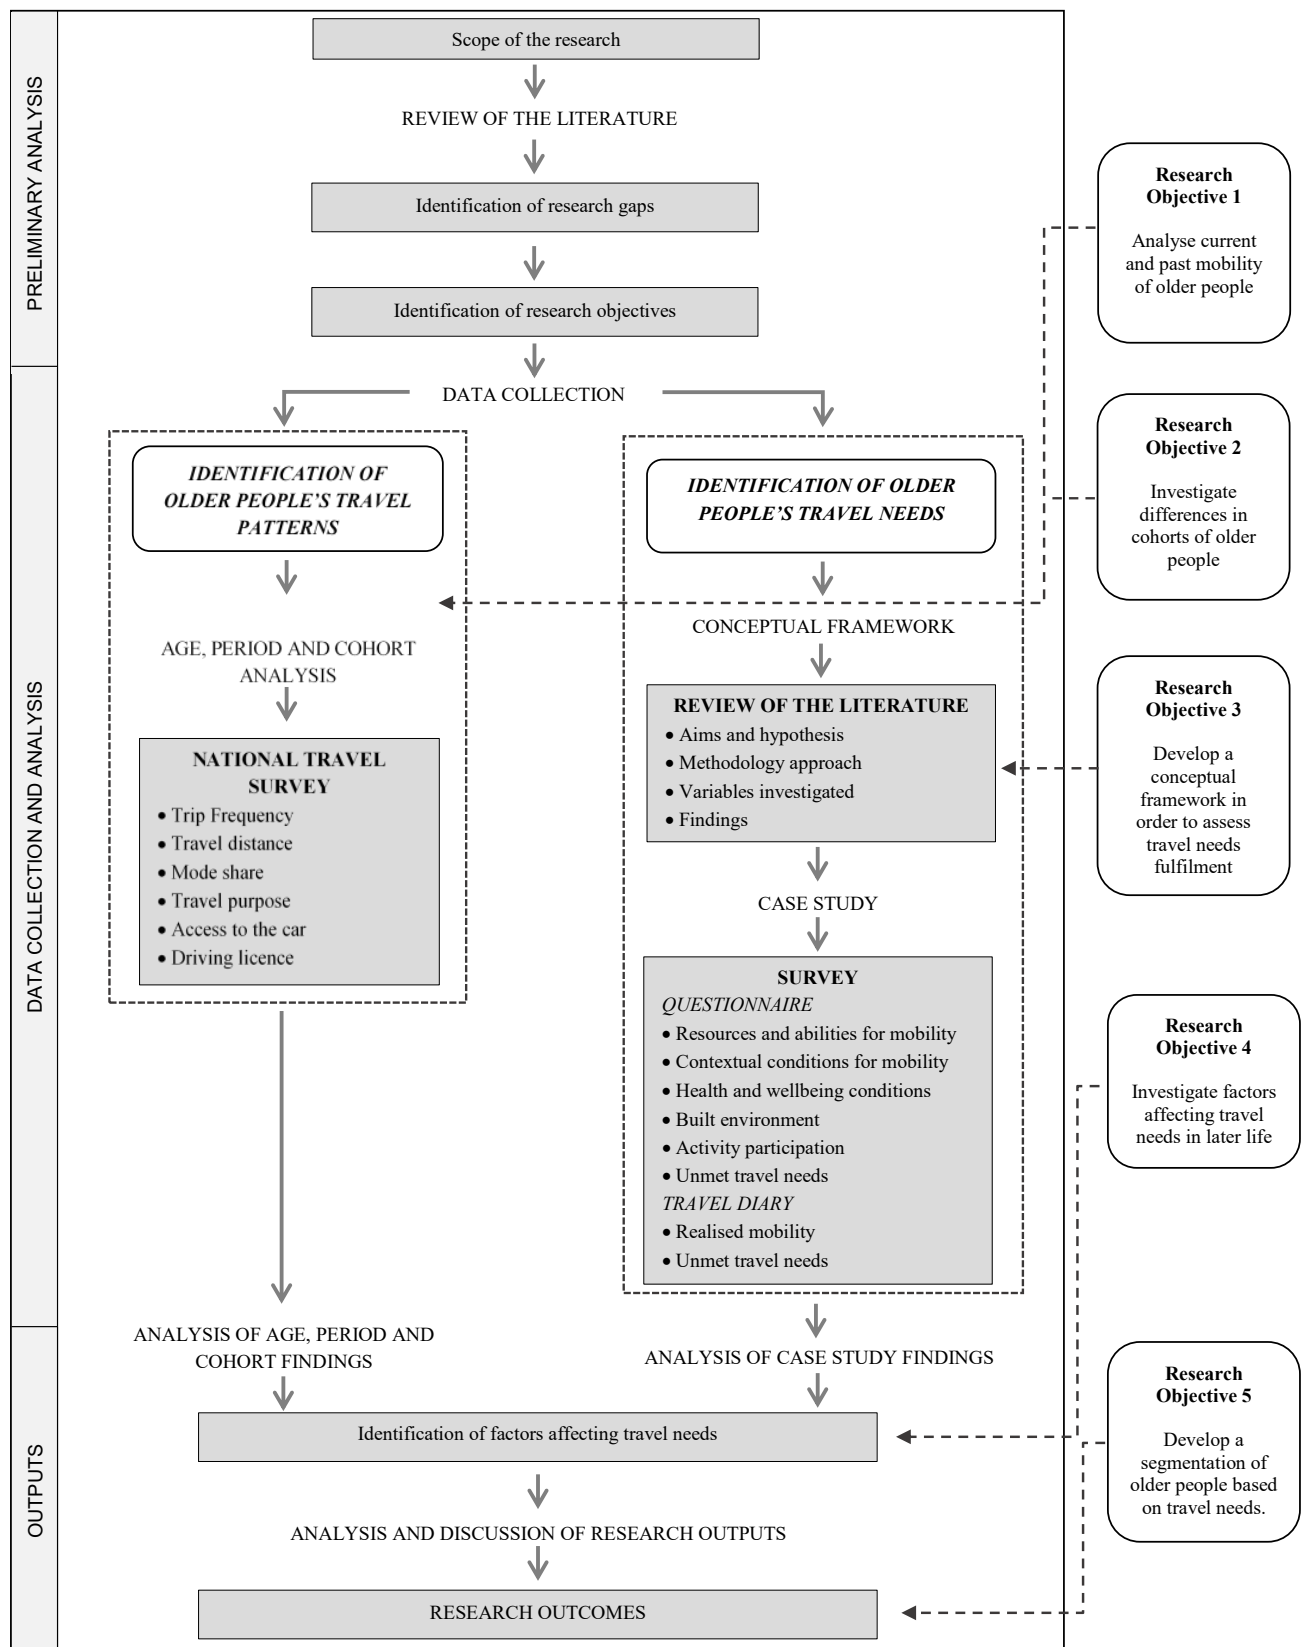 PRELIMINARY ANALYSIS
Scope of the research
REVIEW OF THE LITERATURE
Identification of research gaps
Identification of research objectives
DATA COLLECTION AND ANALYSIS
DATA COLLECTION
IDENTIFICATION OF
OLDER PEOPLE'S TRAVEL
PATTERNS
AGE, PERIOD AND COHORT
ANALYSIS
NATIONAL TRAVEL
SURVEY
• Trip Frequency
• Travel distance
• Mode share
• Travel purpose
• Access to the car
• Driving licence
IDENTIFICATION OF OLDER
PEOPLE'S TRAVEL NEEDS
CONCEPTUAL FRAMEWORK
REVIEW OF THE LITERATURE
• Aims and hypothesis
• Methodology approach
• Variables investigated
• Findings
CASE STUDY
SURVEY
QUESTIONNAIRE
• Resources and abilities for mobility
• Contextual conditions for mobility
• Health and wellbeing conditions
• Built environment
• Activity participation
• Unmet travel needs
TRAVEL DIARY
• Realised mobility
• Unmet travel needs
OUTPUTS
ANALYSIS OF AGE, PERIOD AND
COHORT FINDINGS
ANALYSIS OF CASE STUDY FINDINGS
Identification of factors affecting travel needs
ANALYSIS AND DISCUSSION OF RESEARCH OUTPUTS
RESEARCH OUTCOMES
Research
Objective 1
Analyse current
and past mobility
of older people
Research
Objective 2
Investigate
differences in
cohorts of older
people
Research
Objective 3
Develop a
conceptual
framework in
order to assess
travel needs
fulfilment
Research
Objective 4
Investigate factors
affecting travel
needs in later life
Research
Objective 5
Develop a
segmentation of
older people based
on travel needs.